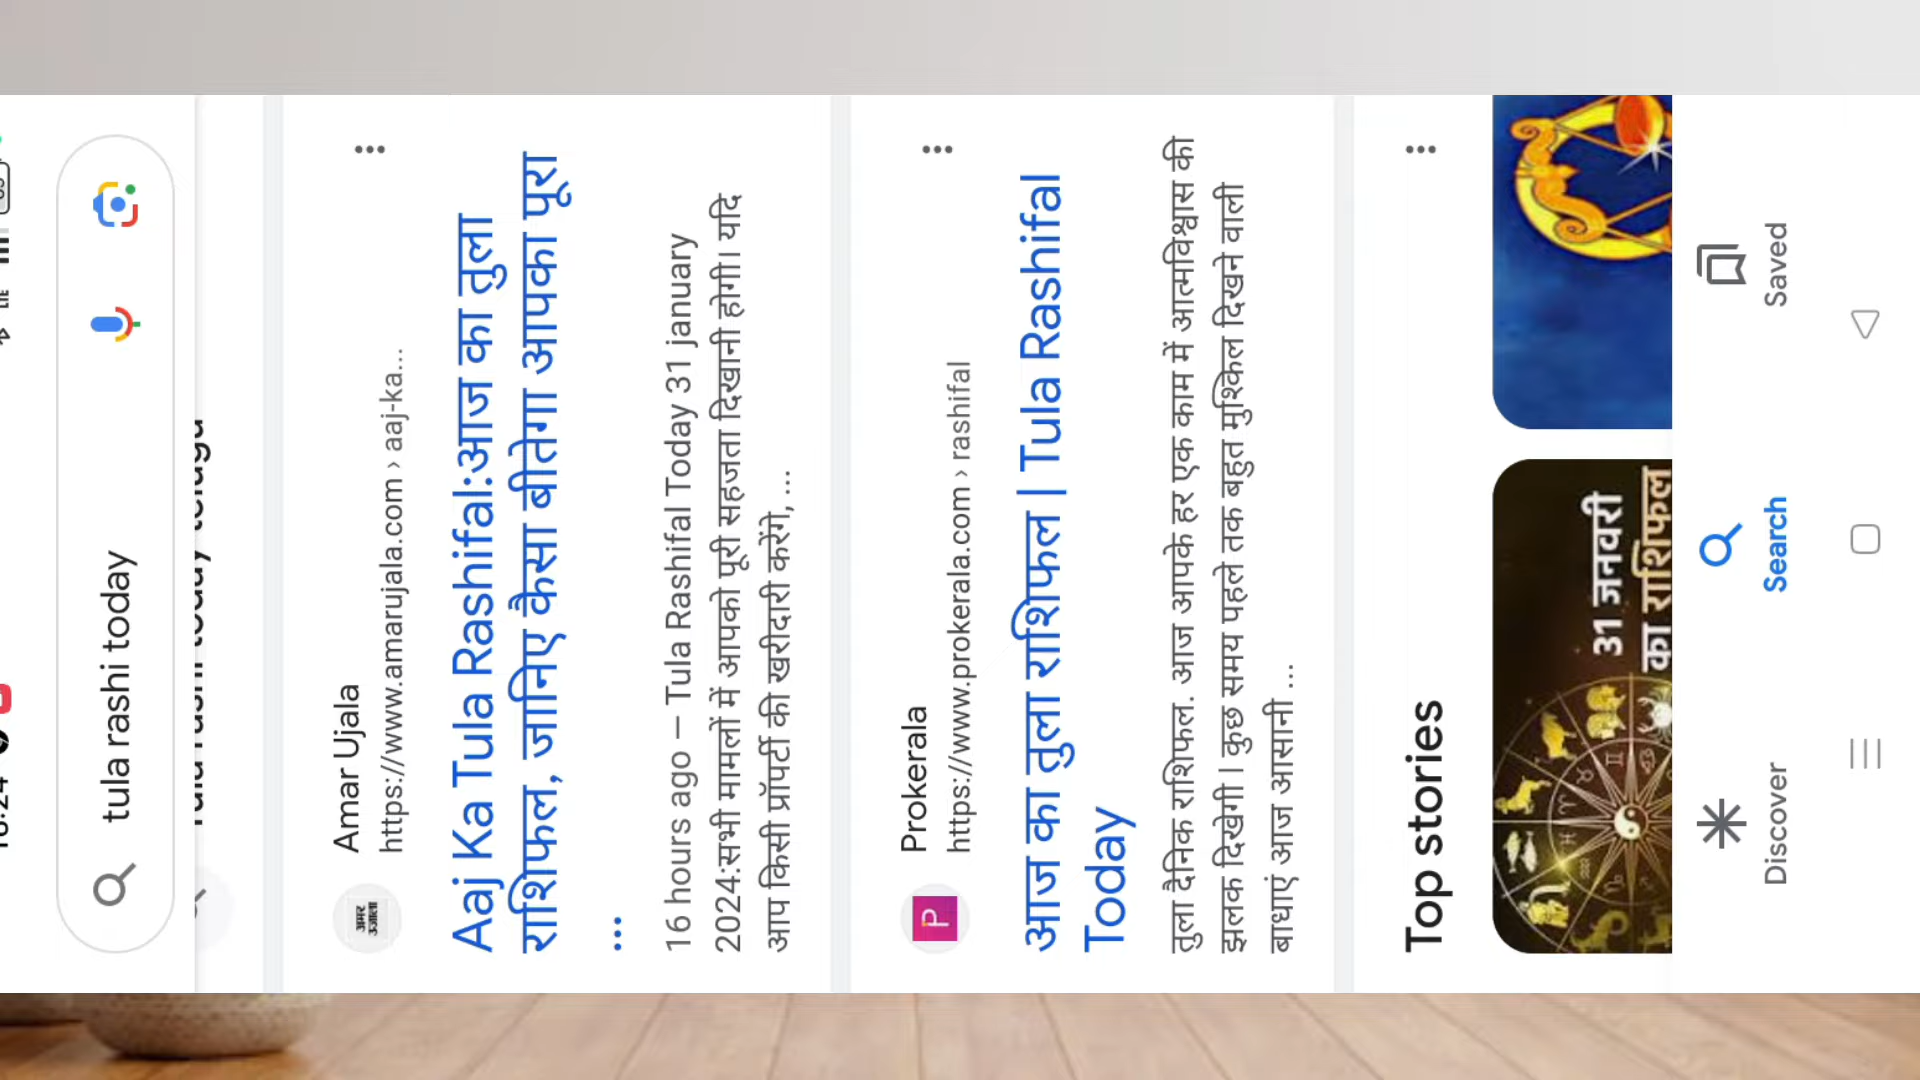 tula rashi today
अमर
उजाला
Amar Ujala
https://www.amarujala.com › aaj-ka...
Aaj Ka Tula Rashifal:आज का तुला
राशिफल, जानिए कैसा बीतेगा आपका पूरा
...
16 hours ago — Tula Rashifal Today 31 january
2024:सभी मामलों में आपको पूरी सहजता दिखानी होगी। यदि
आप किसी प्रॉपर्टी की खरीदारी करेंगे, ...
P
Prokerala
https://www.prokerala.com › rashifal
आज का तुला राशिफल | Tula Rashifal
Today
तुला दैनिक राशिफल. आज आपके हर एक काम में आत्मविश्वास की
झलक दिखेगी | कुछ समय पहले तक बहुत मुश्किल दिखने वाली
बाधाएं आज आसानी ...
Top stories
31 जनवरी
का राशिफल
Discover
Search
Saved